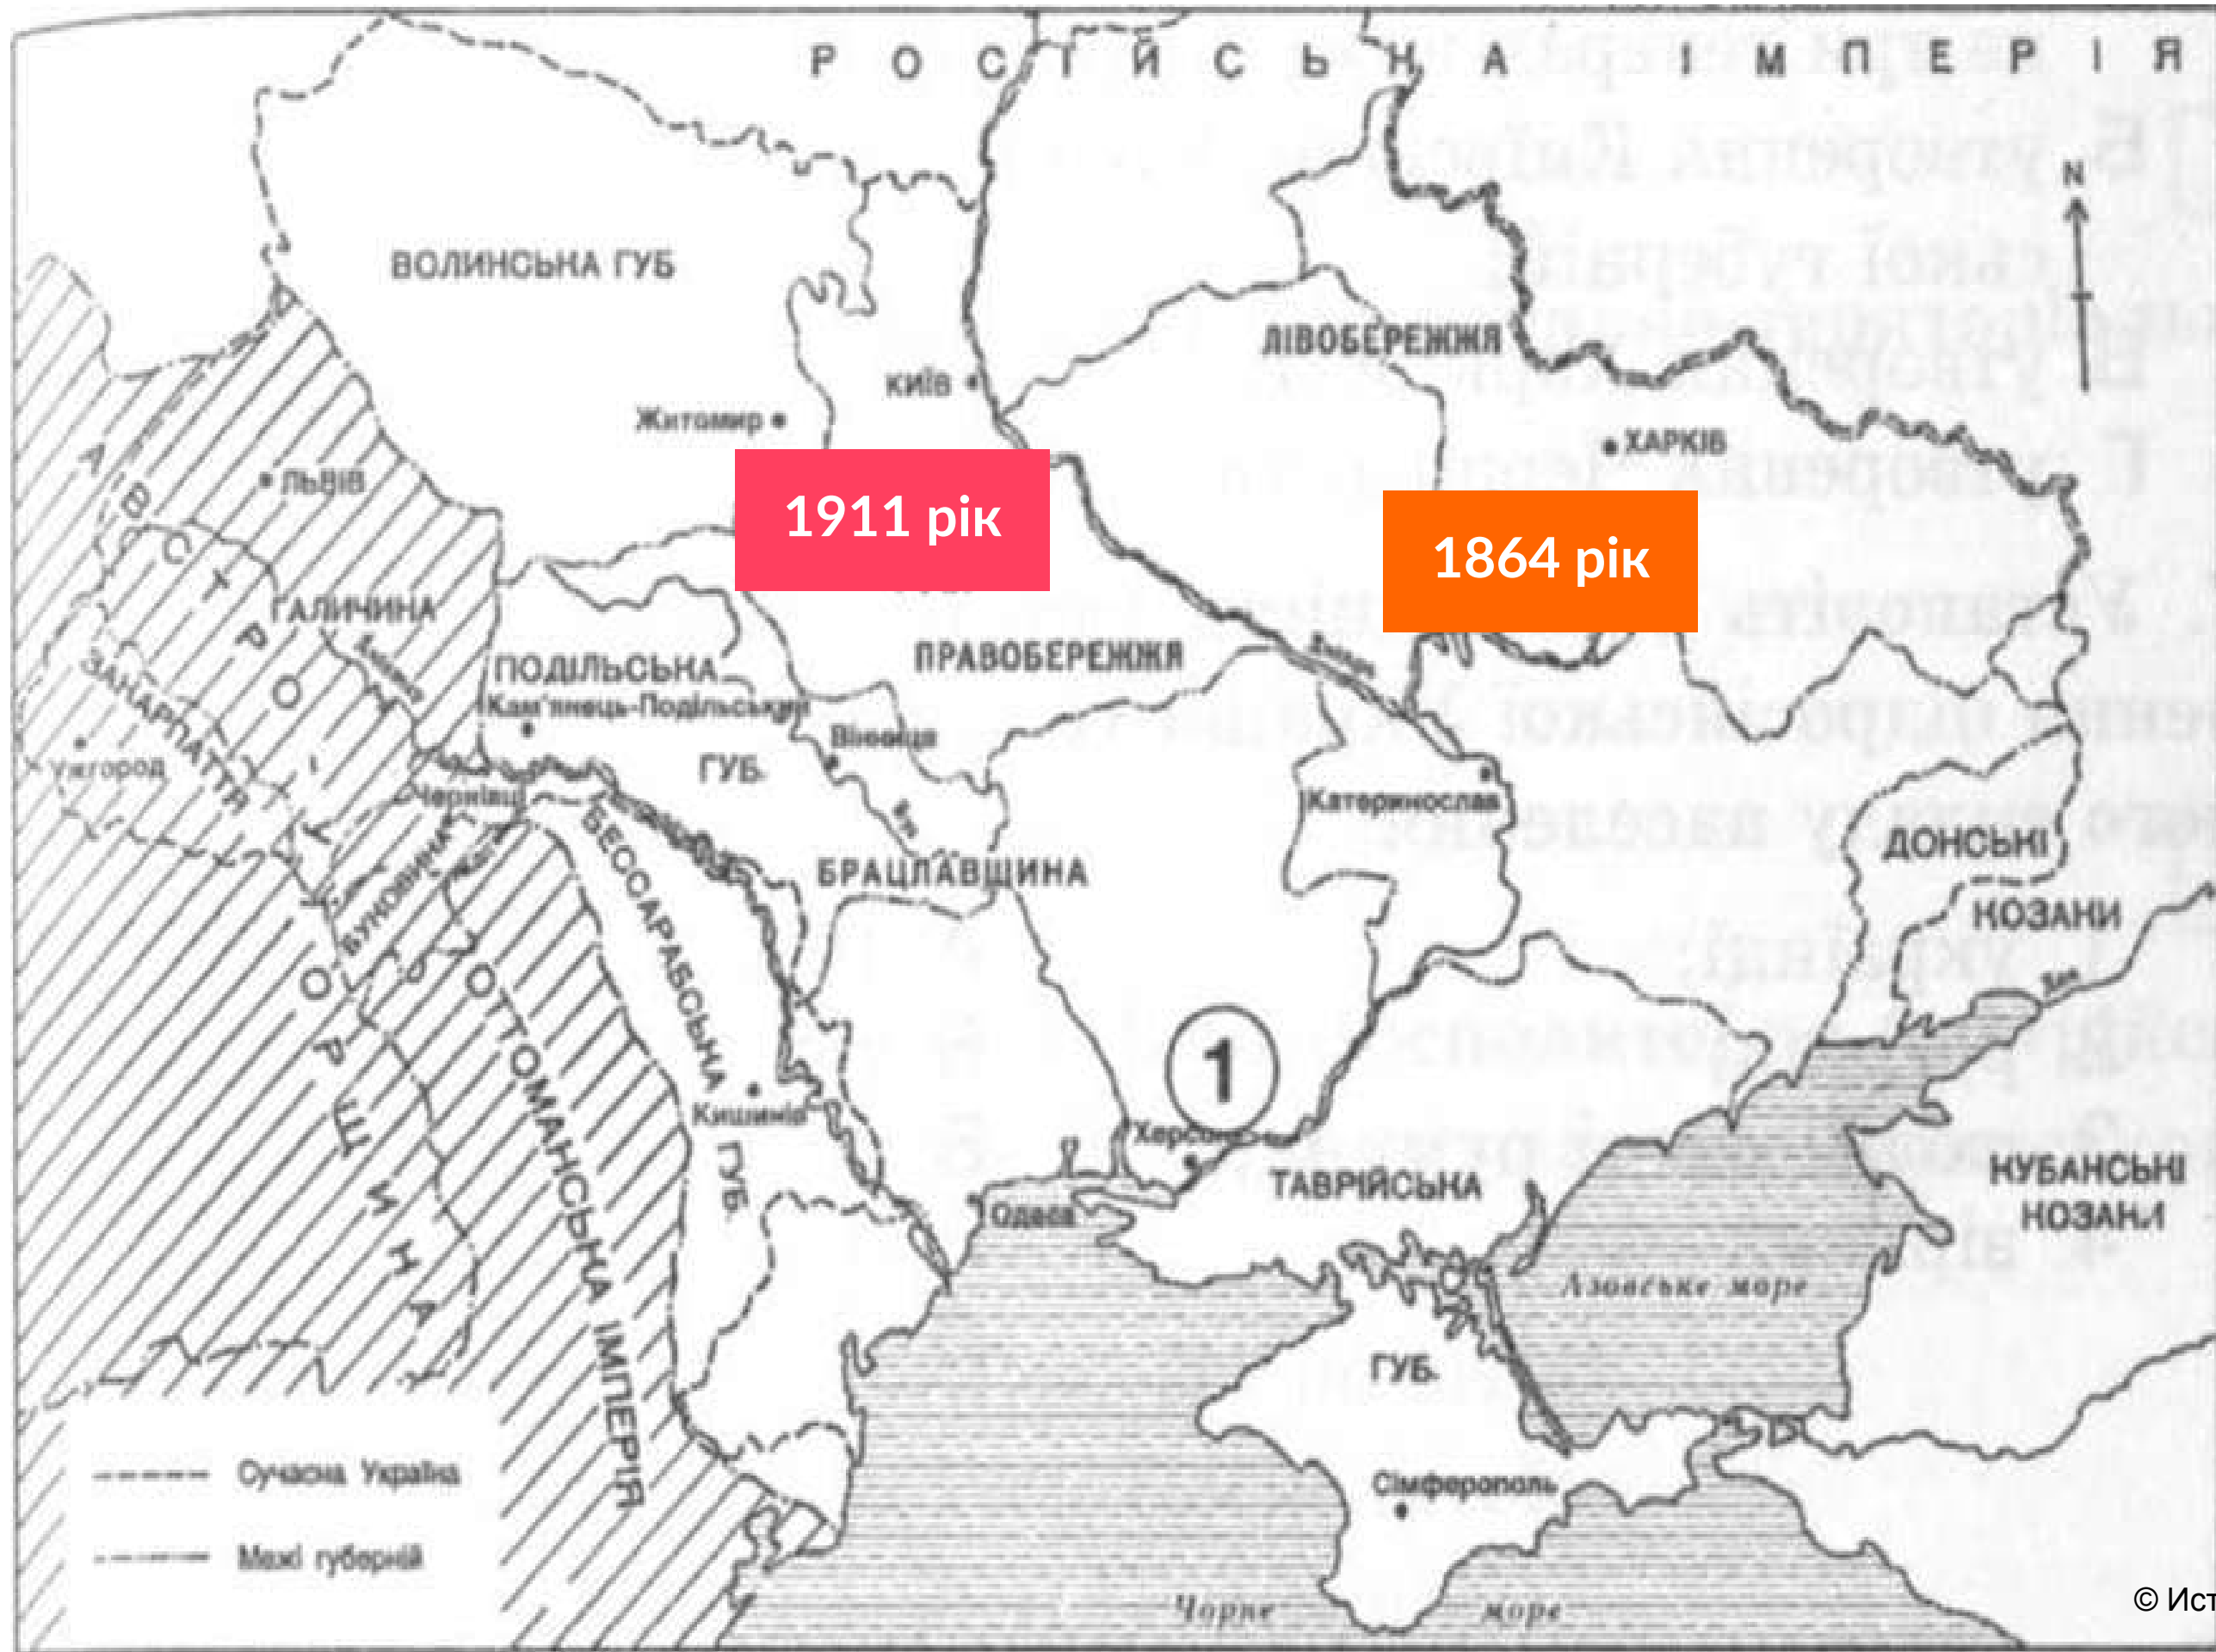 РОСІЙСЬКА ІМПЕРІЯ
N
ВОЛИНСЬКА ГУБ
ЛІВОБЕРЕЖЖЯ
КИЇВ
Житомир
ХАРКІВ
ЛЬВІВ
1911 рік
1864 рік
АВСТРО-УГОРЩИНА
ГАЛИЧИНА
ЗАКАРПАТТЯ
ПОДІЛЬСЬКА
ПРАВОБЕРЕЖЖЯ
Кам'янець-Подільський
Вінниця
Ужгород
ГУБ.
Чернівці
Катеринослав
БУКОВИНА
БЕССАРАБСЬКА
БРАЦЛАВЩИНА
ДОНСЬКІ
КОЗАКИ
Дон
ОТТОМАНСЬКА ІМПЕРІЯ
1
Кишинів
ГУБ.
Херсон
ТАВРІЙСЬКА
Одеса
КУБАНСЬКІ
КОЗАКИ
Азовське море
ГУБ.
Сучасна Україна
Сімферополь
Межі губерній
Чорне море
© Ист